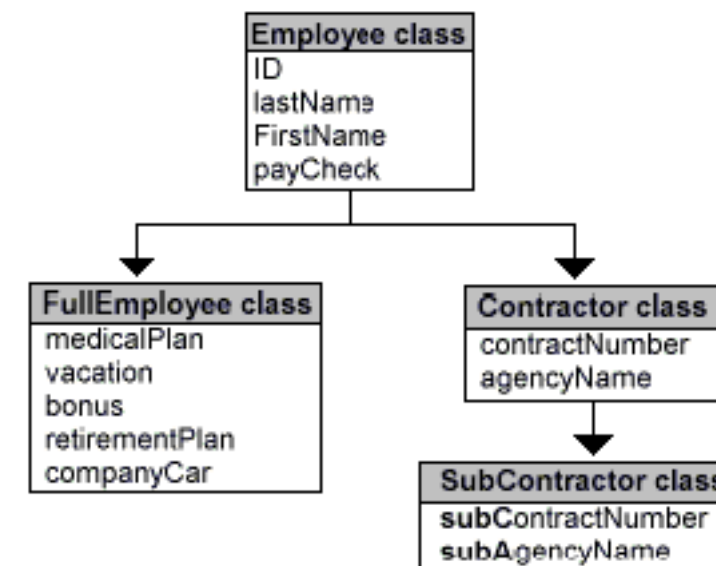 Employee class
ID
lastName
FirstName
payCheck
FullEmployee class
medicalPlan
vacation
bonus
retirementPlan
companyCar
Contractor class
contractNumber
agencyName
SubContractor class
subContractNumber
subAgencyName